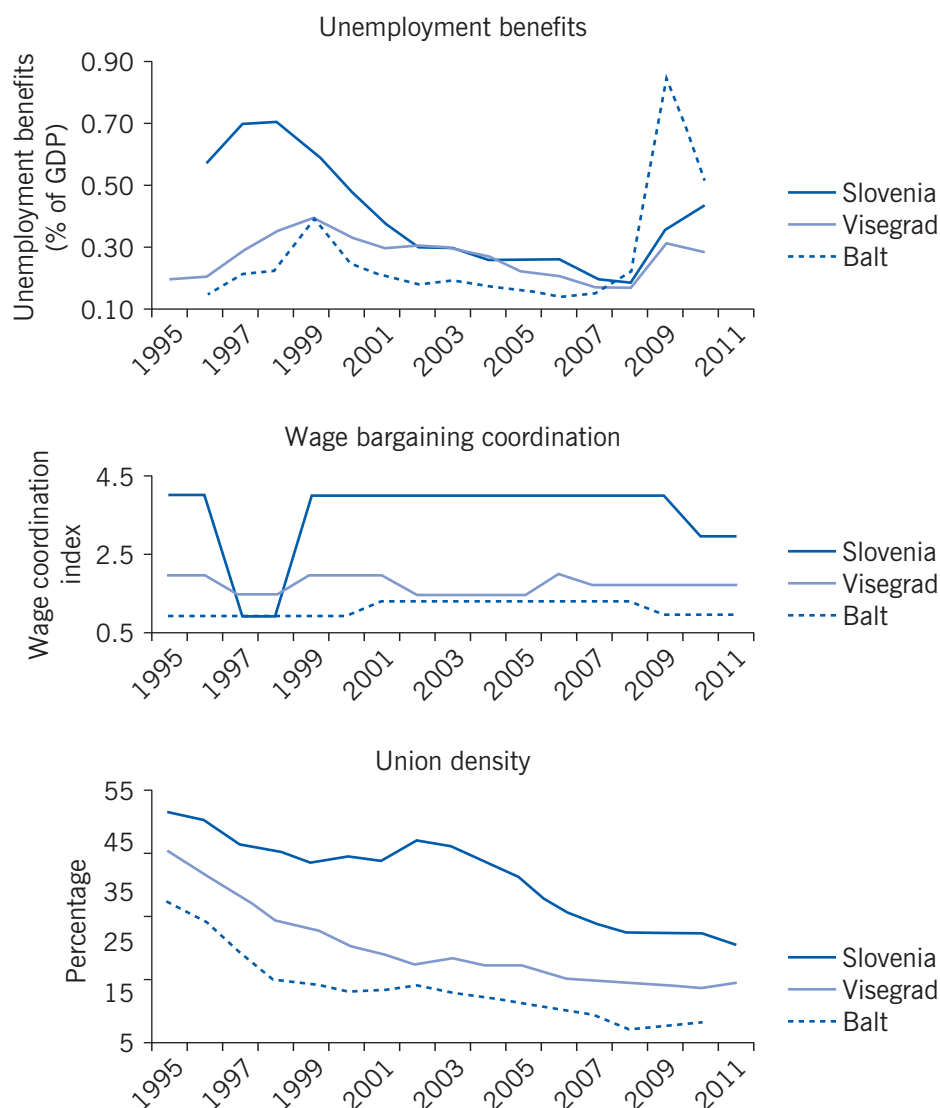 Unemployment benefits
Unemployment benefits
(% of GDP)
0.90
0.70
0.50
0.30
0.10
1995
1997
1999
2001
2003
2005
2007
2009
2011
Slovenia
Visegrad
Balt
Wage bargaining coordination
Wage coordination
index
4.5
2.5
0.5
1995
1997
1999
2001
2003
2005
2007
2009
2011
Slovenia
Visegrad
Balt
Union density
Percentage
55
45
35
25
15
5
1995
1997
1999
2001
2003
2005
2007
2009
2011
Slovenia
Visegrad
Balt